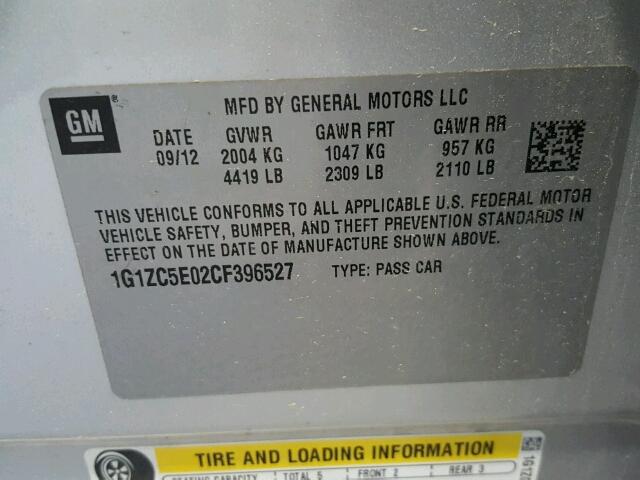 GM®
MFD BY GENERAL MOTORS LLC
DATE GVWR GAWR FRT GAWR RR
09/12 2004 KG 1047 KG 957 KG
4419 LB 2309 LB 2110 LB
THIS VEHICLE CONFORMS TO ALL APPLICABLE U.S. FEDERAL MOTOR
VEHICLE SAFETY, BUMPER, AND THEFT PREVENTION STANDARDS IN
EFFECT ON THE DATE OF MANUFACTURE SHOWN ABOVE.
1G1ZC5E02CF396527 TYPE: PASS CAR
TIRE AND LOADING INFORMATION
SEATING CAPACITY TOTAL 5 FRONT 2 REAR 3